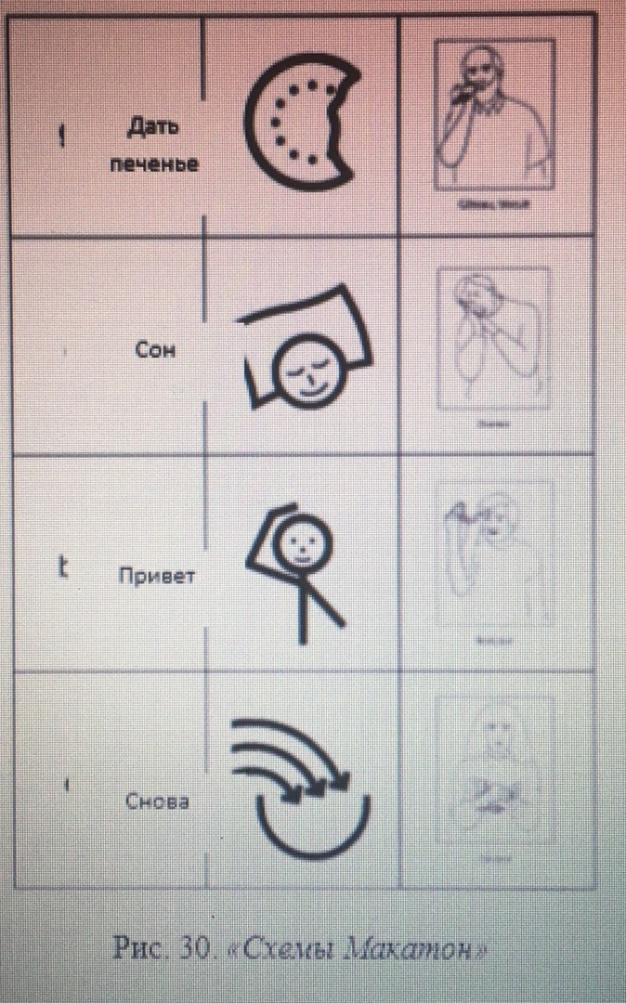 Дать
печенье
Сон
Привет
Снова
Рис. 30. «Схемы Макатон»